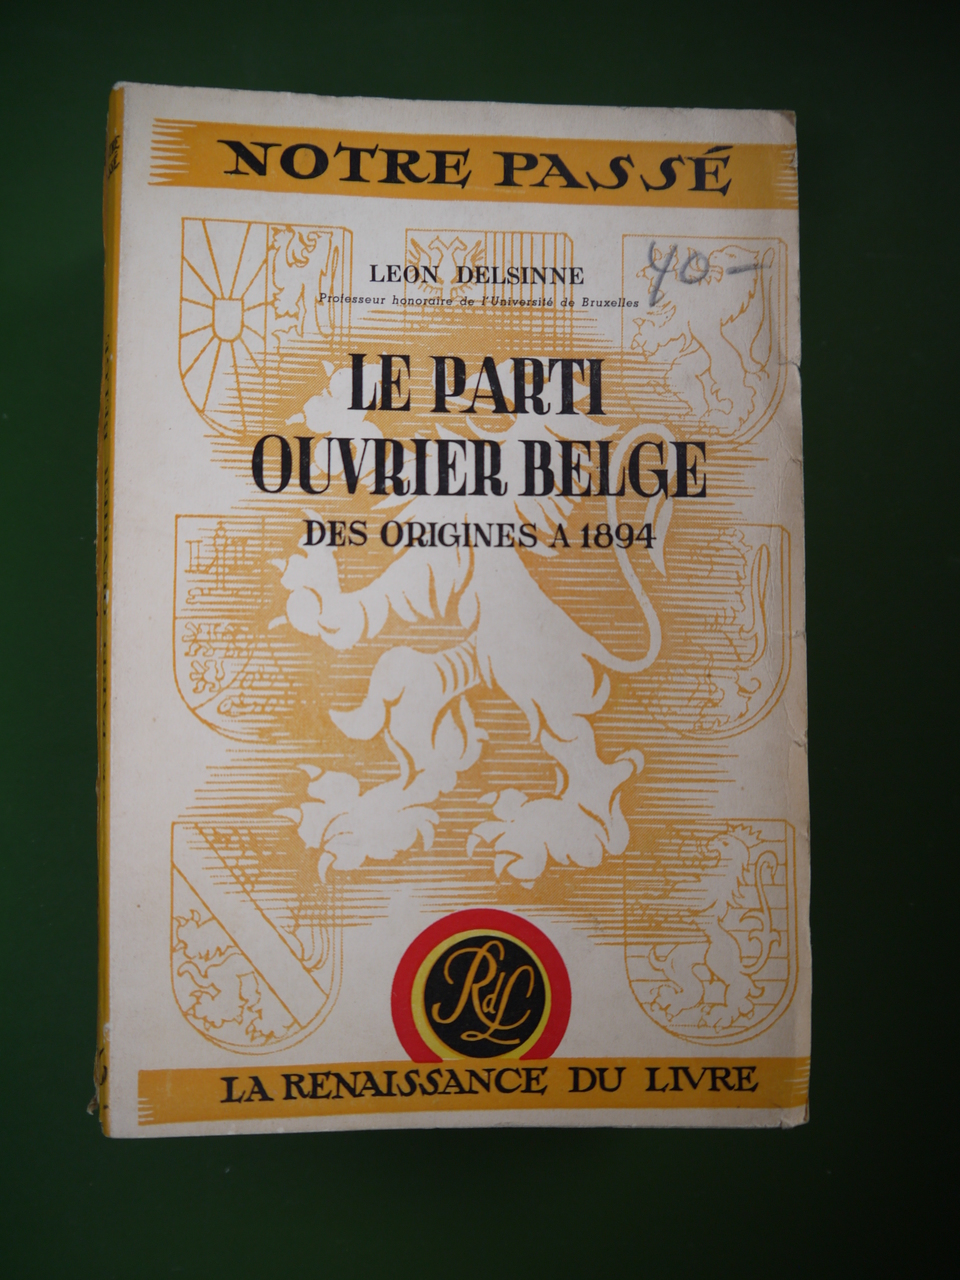 NOTRE PASSÉ
LEON DELSINNE
Professeur honoraire de l'Université de Bruxelles
40-
LE PARTI
OUVRIER BELGE
DES ORIGINES A 1894
RdL
LA RENAISSANCE DU LIVRE